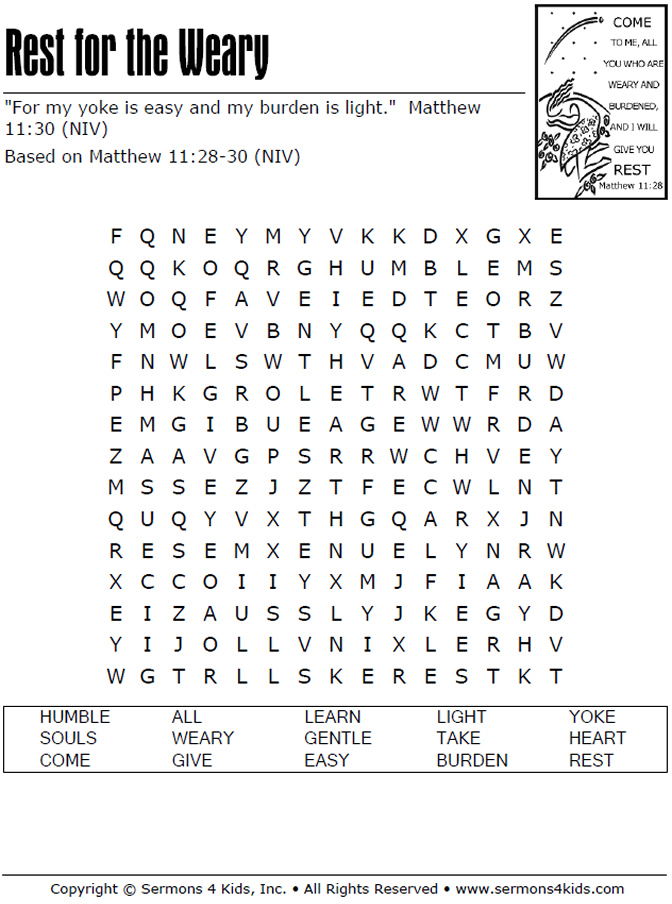 Rest for the Weary
COME
TO ME, ALL
YOU WHO ARE
WEARY AND
BURDENED,
AND I WILL
GIVE YOU
REST
Matthew 11:28
"For my yoke is easy and my burden is light."  Matthew
11:30 (NIV)
Based on Matthew 11:28-30 (NIV)
F Q N E Y M Y V K K D X G X E
Q Q K O Q R G H U M B L E M S
W O Q F A V E I E D T E O R Z
Y M O E V B N Y Q Q K C T B V
F N W L S W T H V A D C M U W
P H K G R O L E T R W T F R D
E M G I B U E A G E W W R D A
Z A A V G P S R R W C H V E Y
M S S E Z J Z T F E C W L N T
Q U Q Y V X T H G Q A R X J N
R E S E M X E N U E L Y N R W
X C C O I I Y X M J F I A A K
E I Z A U S S L Y J K E G Y D
Y I J O L L V N I X L E R H V
W G T R L L S K E R E S T K T
HUMBLE ALL LEARN LIGHT YOKE
SOULS WEARY GENTLE TAKE HEART
COME GIVE EASY BURDEN REST
Copyright © Sermons 4 Kids, Inc. • All Rights Reserved • www.sermons4kids.com